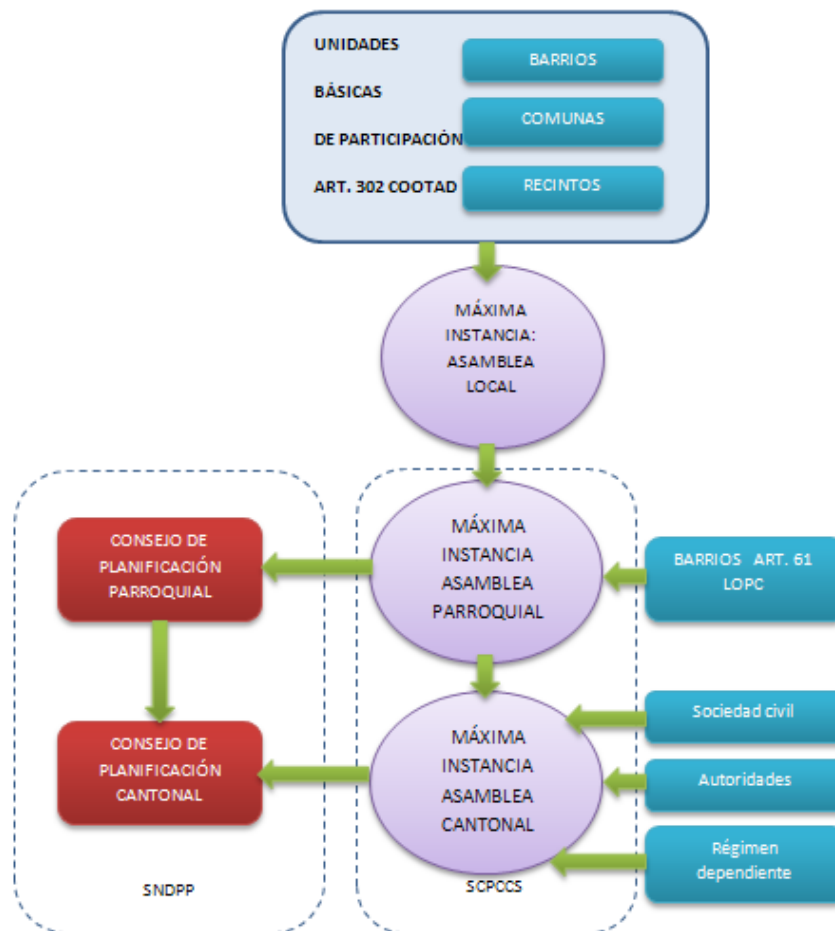 UNIDADES
BÁSICAS
DE PARTICIPACIÓN
ART. 302 COOTAD
BARRIOS
COMUNAS
RECINTOS
MÁXIMA
INSTANCIA:
ASAMBLEA
LOCAL
CONSEJO DE
PLANIFICACIÓN
PARROQUIAL
MÁXIMA
INSTANCIA
ASAMBLEA
PARROQUIAL
BARRIOS ART. 61
LOPC
CONSEJO DE
PLANIFICACIÓN
CANTONAL
MÁXIMA
INSTANCIA
ASAMBLEA
CANTONAL
Sociedad civil
Autoridades
Régimen
dependiente
SNDPP
SCPCCS